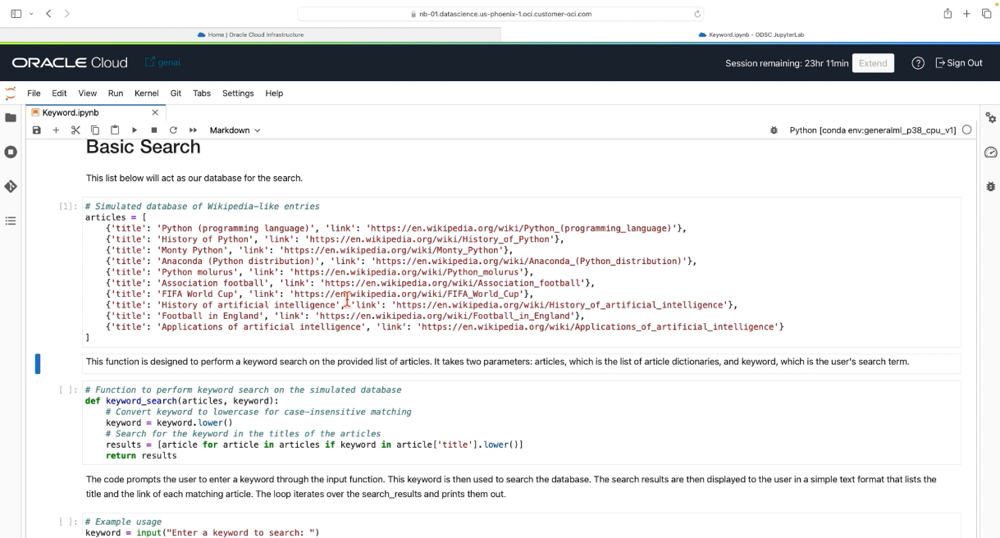 nb-01.datascience.us-phoenix-1.oci.customer-oci.com
Home | Oracle Cloud Infrastructure
Keyword.ipynb - ODSC JupyterLab
ORACLE Cloud
genai
Session remaining: 23hr 11min
Extend
Sign Out
File Edit View Run Kernel Git Tabs Settings Help
Keyword.ipynb
Markdown
Python [conda env:generalml_p38_cpu_v1]
Basic Search
This list below will act as our database for the search.
[1]: # Simulated database of Wikipedia-like entries
articles = [
{'title': 'Python (programming language)', 'link': 'https://en.wikipedia.org/wiki/Python_(programming_language)'},
{'title': 'History of Python', 'link': 'https://en.wikipedia.org/wiki/History_of_Python'},
{'title': 'Monty Python', 'link': 'https://en.wikipedia.org/wiki/Monty_Python'},
{'title': 'Anaconda (Python distribution)', 'link': 'https://en.wikipedia.org/wiki/Anaconda_(Python_distribution)'},
{'title': 'Python molurus', 'link': 'https://en.wikipedia.org/wiki/Python_molurus'},
{'title': 'Association football', 'link': 'https://en.wikipedia.org/wiki/Association_football'},
{'title': 'FIFA World Cup', 'link': 'https://en.wikipedia.org/wiki/FIFA_World_Cup'},
{'title': 'History of artificial intelligence', 'link': 'https://en.wikipedia.org/wiki/History_of_artificial_intelligence'},
{'title': 'Football in England', 'link': 'https://en.wikipedia.org/wiki/Football_in_England'},
{'title': 'Applications of artificial intelligence', 'link': 'https://en.wikipedia.org/wiki/Applications_of_artificial_intelligence'}
]
This function is designed to perform a keyword search on the provided list of articles. It takes two parameters: articles, which is the list of article dictionaries, and keyword, which is the user's search term.
[ ]: # Function to perform keyword search on the simulated database
def keyword_search(articles, keyword):
# Convert keyword to lowercase for case-insensitive matching
keyword = keyword.lower()
# Search for the keyword in the titles of the articles
results = [article for article in articles if keyword in article['title'].lower()]
return results
The code prompts the user to enter a keyword through the input function. This keyword is then used to search the database. The search results are then displayed to the user in a simple text format that lists the
title and the link of each matching article. The loop iterates over the search_results and prints them out.
[ ]: # Example usage
keyword = input("Enter a keyword to search: ")